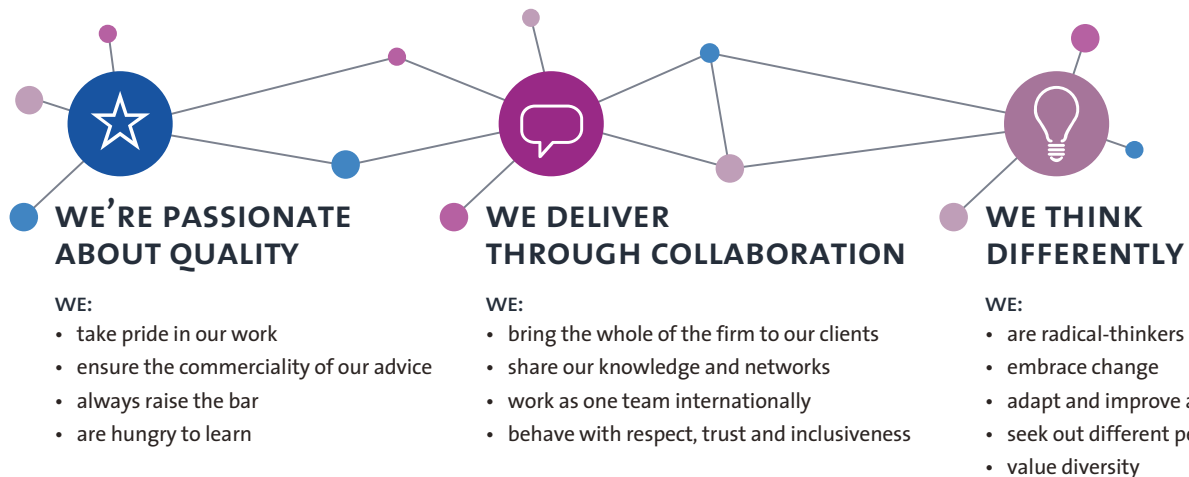 WE'RE PASSIONATE
ABOUT QUALITY
WE:
• take pride in our work
• ensure the commerciality of our advice
• always raise the bar
• are hungry to learn
WE DELIVER
THROUGH COLLABORATION
WE:
• bring the whole of the firm to our clients
• share our knowledge and networks
• work as one team internationally
• behave with respect, trust and inclusiveness
WE THINK
DIFFERENTLY
WE:
• are radical-thinkers
• embrace change
• adapt and improve
• seek out different
• value diversity